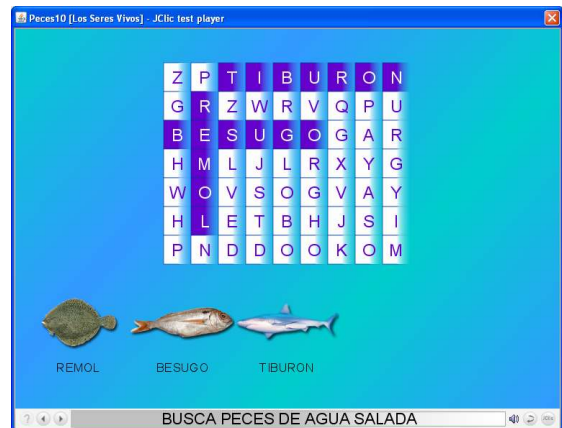 Peces10 [Los Seres Vivos] - JClic test player
Z P T I B U R O N
G R Z W R V Q P U
B E S U G O G A R
H M L J L R X Y G
W O V S O G V A Y
H L E T B H J S I
P N D D O O K O M
REMOL BESUGO TIBURON
BUSCA PECES DE AGUA SALADA